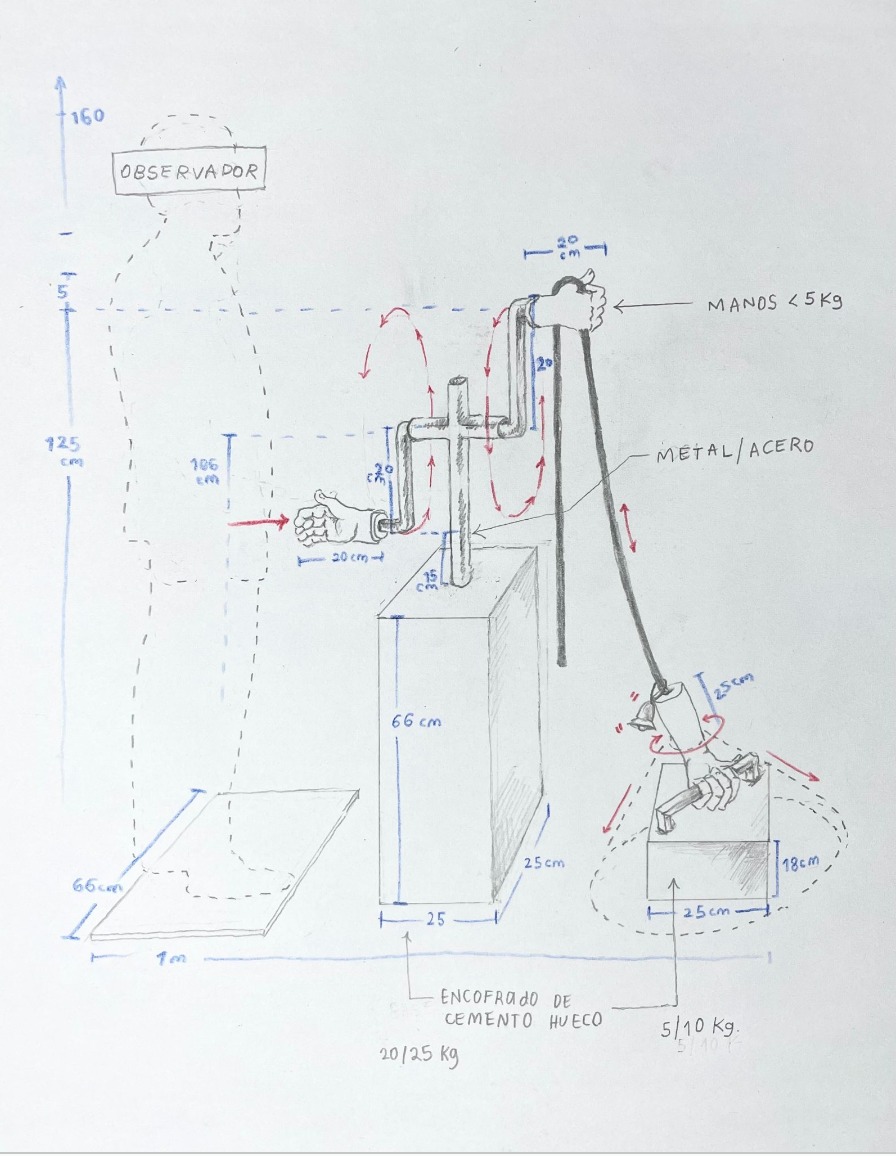 160
OBSERVADOR
20
cm
5
MANOS < 5 Kg
20
125
cm
106
cm
20
cm
METAL/ACERO
20 cm
15
cm
25 cm
66 cm
66 cm
25 cm
18 cm
25
25 cm
1 m
ENCOFRADO DE
CEMENTO HUECO
5/10 Kg.
20/25 Kg